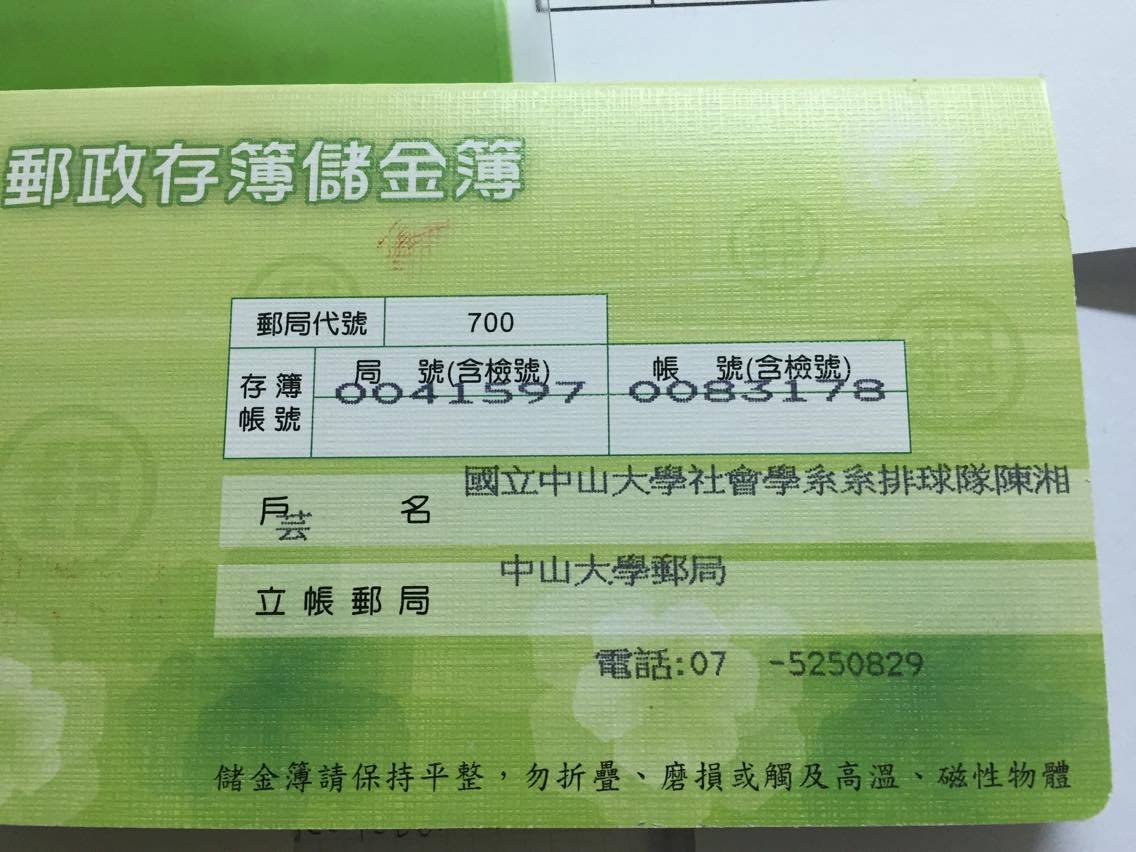 郵政存簿儲金簿
郵局代號 700
存簿帳號 局 號(含檢號) 帳 號(含檢號)
0041597 0083178
國立中山大學社會學系系排球隊陳湘
戶 名
芸
中山大學郵局
立帳郵局
電話:07 -5250829
儲金簿請保持平整，勿折疊、磨損或觸及高溫、磁性物體